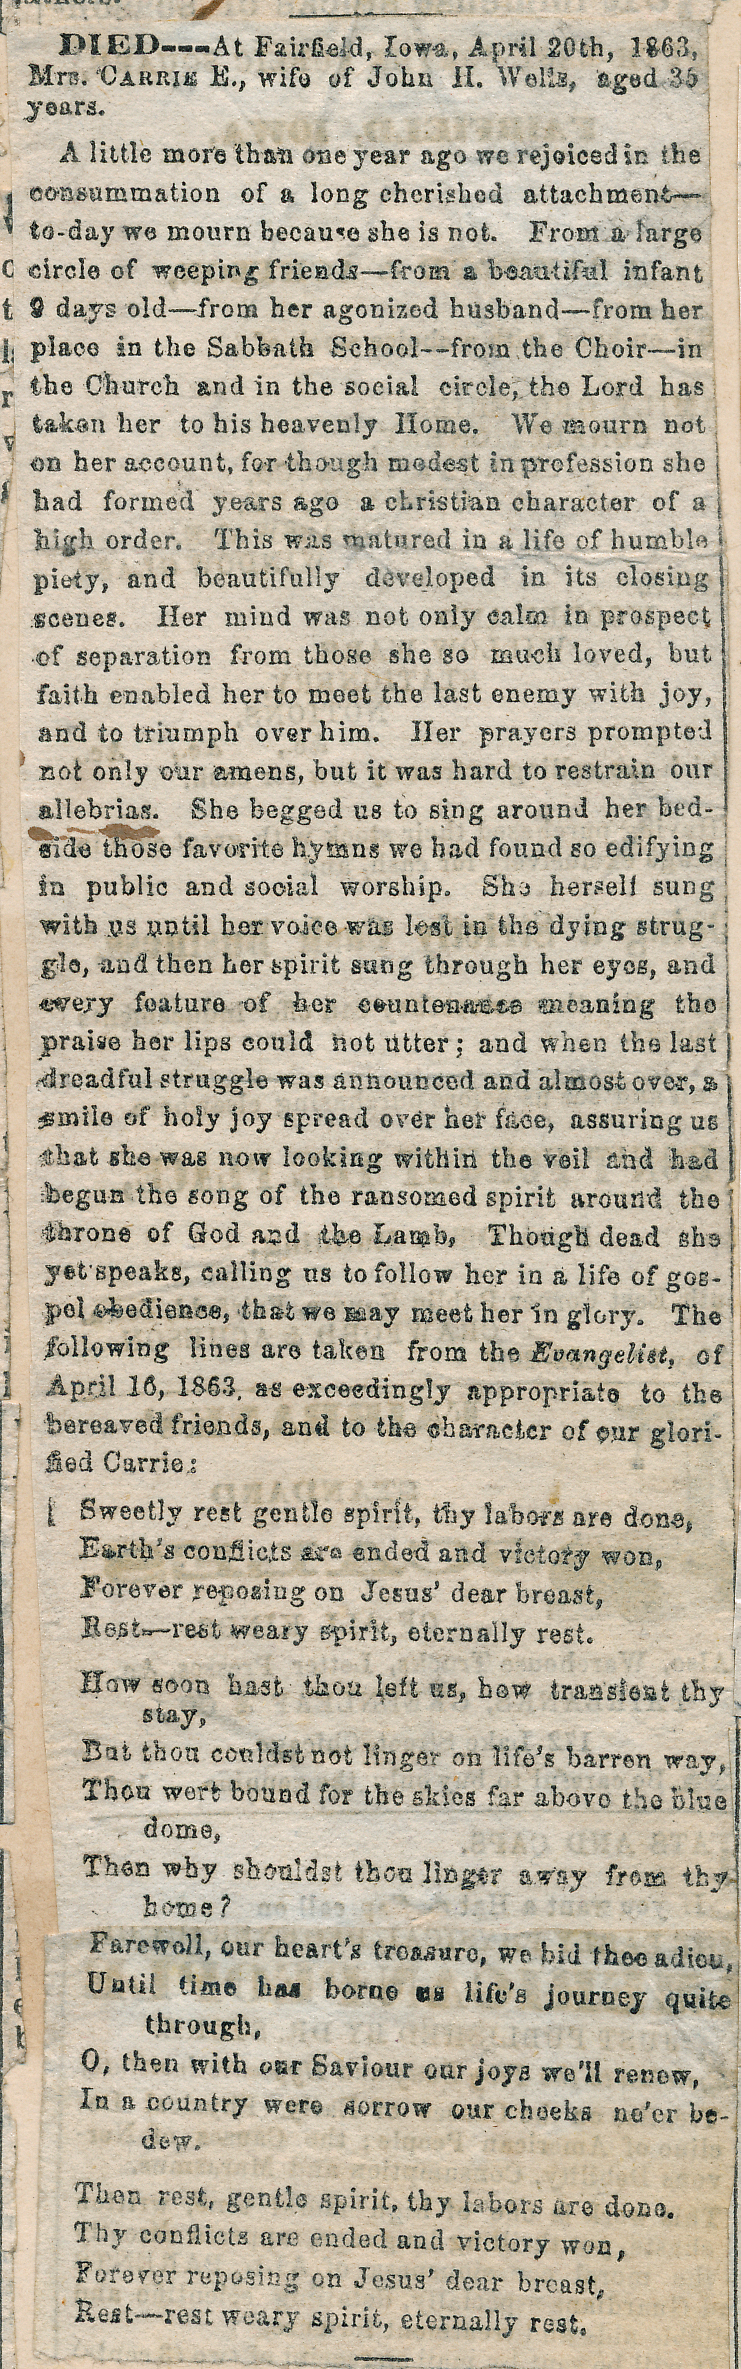 DIED---At Fairfield, Iowa, April 20th, 1863,
Mrs. CARRIE E., wife of John H. Wells, aged 35
years.
A little more than one year ago we rejoiced in the
consummation of a long cherished attachment—
to-day we mourn because she is not. From a large
circle of weeping friends—from a beautiful infant
9 days old—from her agonized husband—from her
place in the Sabbath School--from the Choir—in
the Church and in the social circle, the Lord has
taken her to his heavenly Home. We mourn not
on her account, for though modest in profession she
had formed years ago a christian character of a
high order. This was matured in a life of humble
piety, and beautifully developed in its closing
scenes. Her mind was not only calm in prospect
of separation from those she so much loved, but
faith enabled her to meet the last enemy with joy,
and to triumph over him. Her prayers prompted
not only our amens, but it was hard to restrain our
allebrias. She begged us to sing around her bed-
side those favorite hymns we had found so edifying
in public and social worship. She herself sung
with us until her voice was lost in the dying strug-
gle, and then her spirit sung through her eyes, and
every feature of her countenance meaning the
praise her lips could not utter; and when the last
dreadful struggle was announced and almost over, a
smile of holy joy spread over her face, assuring us
that she was now looking within the veil and had
begun the song of the ransomed spirit around the
throne of God and the Lamb, Though dead she
yet speaks, calling us to follow her in a life of gos-
pel obedience, that we may meet her in glory. The
following lines are taken from the Evangelist, of
April 16, 1863, as exceedingly appropriate to the
bereaved friends, and to the character of our glori-
fied Carrie:
Sweetly rest gentle spirit, thy labors are done,
Earth's conflicts are ended and victory won,
Forever reposing on Jesus' dear breast,
Rest—rest weary spirit, eternally rest.
How soon hast thou left us, how transient thy
stay,
But thou couldst not linger on life's barren way,
Thou wert bound for the skies far above the blue
dome,
Then why shouldst thou linger away from thy
home?
Farewell, our heart's treasure, we bid thee adieu,
Until time has borne us life's journey quite
through,
O, then with our Saviour our joys we'll renew,
In a country were sorrow our cheeks ne'er be-
dew.
Then rest, gentle spirit, thy labors are done.
Thy conflicts are ended and victory won,
Forever reposing on Jesus' dear breast,
Rest—rest weary spirit, eternally rest.